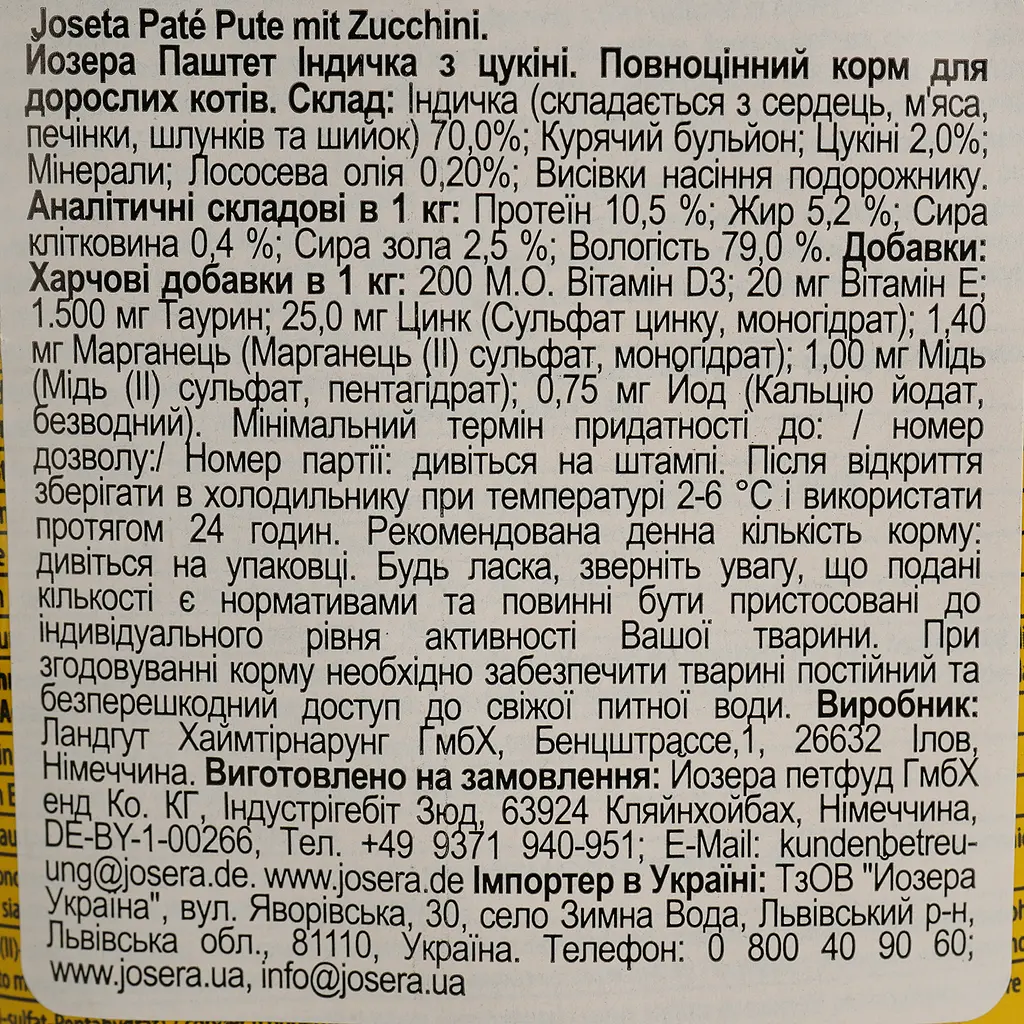 Joseta Paté Pute mit Zucchini.
Йозера Паштет Індичка з цукіні. Повноцінний корм для
дорослих котів. Склад: Індичка (складається з сердець, м'яса,
печінки, шлунків та шийок) 70,0%; Курячий бульйон; Цукіні 2,0%;
Мінерали; Лососева олія 0,20%; Висівки насіння подорожнику.
Аналітичні складові в 1 кг: Протеїн 10,5 %; Жир 5,2 %; Сира
клітковина 0,4 %; Сира зола 2,5 %; Вологість 79,0 %. Добавки:
Харчові добавки в 1 кг: 200 М.О. Вітамін D3; 20 мг Вітамін Е;
1.500 мг Таурин; 25,0 мг Цинк (Сульфат цинку, моногідрат); 1,40
мг Марганець (Марганець (II) сульфат, моногідрат); 1,00 мг Мідь
(Мідь (II) сульфат, пентагідрат); 0,75 мг Йод (Кальцію йодат,
безводний). Мінімальний термін придатності до: / номер
дозволу:/ Номер партії: дивіться на штампі. Після відкриття
зберігати в холодильнику при температурі 2-6 °C і використати
протягом 24 годин. Рекомендована денна кількість корму:
дивіться на упаковці. Будь ласка, зверніть увагу, що подані
кількості є нормативами та повинні бути пристосовані до
індивідуального рівня активності Вашої тварини. При
згодовуванні корму необхідно забезпечити тварині постійний та
безперешкодний доступ до свіжої питної води. Виробник:
Ландгут Хаймтірнарунг ГмбХ, Бенцштрассе,1, 26632 Ілов,
Німеччина. Виготовлено на замовлення: Йозера петфуд ГмбХ
енд Ко. КГ, Індустрігебіт Зюд, 63924 Кляйнхойбах, Німеччина,
DE-BY-1-00266, Тел. +49 9371 940-951; E-Mail: kundenbetreu-
ung@josera.de. www.josera.de Імпортер в Україні: ТзОВ "Йозера
Україна", вул. Яворівська, 30, село Зимна Вода, Львівський р-н,
Львівська обл., 81110, Україна. Телефон: 0 800 40 90 60;
www.josera.ua, info@josera.ua